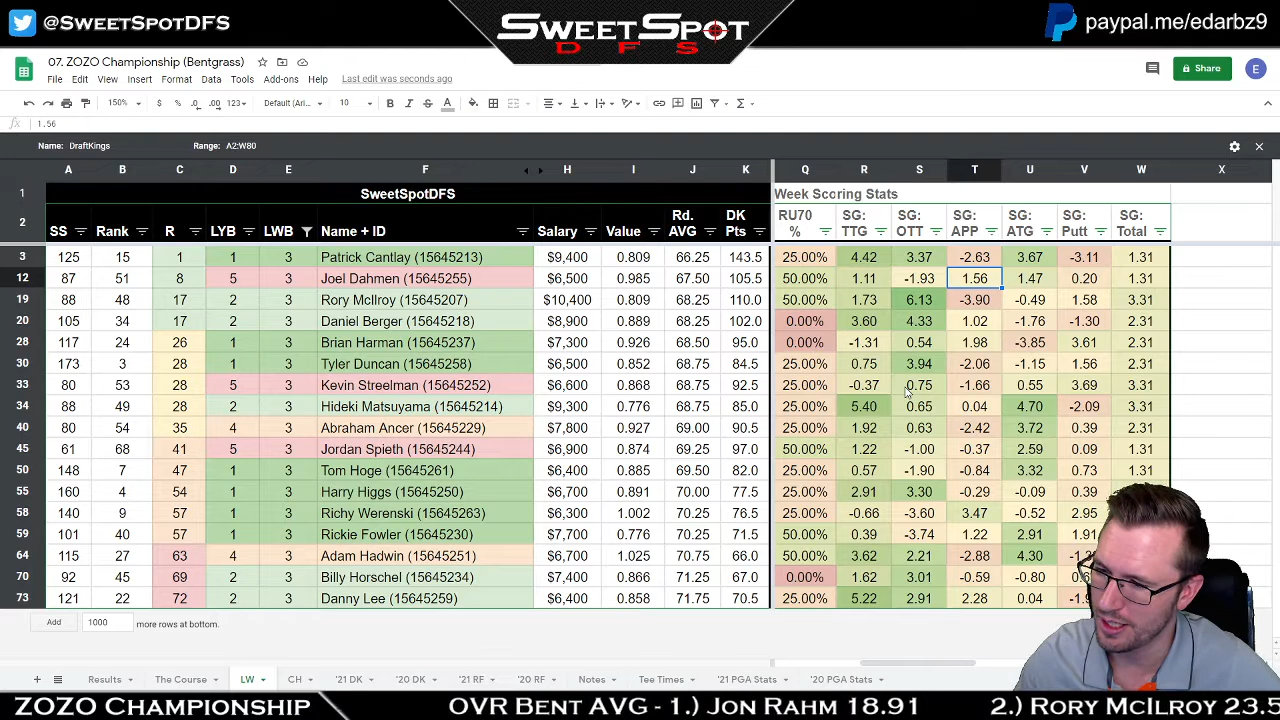 @SweetSpotDFS
SweetSpot
DFS
paypal.me/edarbz9
07. ZOZO Championship (Bentgrass)
File Edit View Insert Format Data Tools Add-ons Help Last edit was seconds ago
Share
E
150% $ % .0 .00 123 Default (Ari... 10
fx 1.56
Name: DraftKings Range: A2:W80
A B C D E F H I J K Q R S T U V W X
1 SweetSpotDFS Week Scoring Stats
2 SS Rank R LYB LWB Name + ID Salary Value Rd. AVG DK Pts RU70 % SG: TTG SG: OTT SG: APP SG: ATG SG: Putt SG: Total
3 125 15 1 1 3 Patrick Cantlay (15645213) $9,400 0.809 66.25 143.5 25.00% 4.42 3.37 -2.63 3.67 -3.11 1.31
12 87 51 8 5 3 Joel Dahmen (15645255) $6,500 0.985 67.50 105.5 50.00% 1.11 -1.93 1.56 1.47 0.20 1.31
19 88 48 17 2 3 Rory McIlroy (15645207) $10,400 0.809 68.25 110.0 50.00% 1.73 6.13 -3.90 -0.49 1.58 1.31
20 105 34 17 2 3 Daniel Berger (15645218) $8,900 0.889 68.25 102.0 0.00% 3.60 4.33 1.02 -1.76 -1.30 2.31
28 117 24 26 1 3 Brian Harman (15645237) $7,300 0.926 68.50 95.0 0.00% -1.31 0.54 1.98 -3.85 3.61 2.31
30 173 3 28 1 3 Tyler Duncan (15645258) $6,500 0.852 68.75 84.5 25.00% 0.75 3.94 -2.06 -1.15 1.56 2.31
33 80 53 28 5 3 Kevin Streelman (15645252) $6,600 0.868 68.75 92.5 25.00% -0.37 0.75 -1.66 0.55 3.69 3.31
34 88 49 28 2 3 Hideki Matsuyama (15645214) $9,300 0.776 68.75 85.0 25.00% 5.40 0.65 0.04 4.70 -2.09 3.31
40 80 54 35 4 3 Abraham Ancer (15645229) $7,800 0.927 69.00 90.5 25.00% 1.92 0.63 -2.42 3.72 0.39 2.31
45 61 68 41 5 3 Jordan Spieth (15645244) $6,900 0.874 69.25 97.0 50.00% 1.22 -1.00 -0.37 2.59 0.09 1.31
50 148 7 47 1 3 Tom Hoge (15645261) $6,400 0.885 69.50 82.0 25.00% 0.57 -1.90 -0.84 3.32 0.73 1.31
55 160 4 54 1 3 Harry Higgs (15645250) $6,700 0.891 70.00 77.5 25.00% 2.91 3.30 -0.29 -0.09 0.39
58 140 9 57 1 3 Richy Werenski (15645263) $6,300 1.002 70.25 76.5 25.00% -0.66 -3.60 3.47 -0.52 2.95
59 101 40 57 1 3 Rickie Fowler (15645230) $7,700 0.776 70.25 71.5 50.00% 0.39 -3.74 1.22 2.91 1.91
64 115 27 63 4 3 Adam Hadwin (15645251) $6,700 1.025 70.75 66.0 50.00% 3.62 2.21 -2.88 4.30
70 92 45 69 2 3 Billy Horschel (15645234) $7,400 0.866 71.25 67.0 0.00% 1.62 3.01 -0.59 -0.80
73 121 22 72 2 3 Danny Lee (15645259) $6,400 0.858 71.75 70.5 25.00% 5.22 2.91 2.28 0.04
Add 1000 more rows at bottom.
+ Results The Course LW CH '21 DK '20 DK '21 RF '20 RF Notes Tee Times '21 PGA Stats '20 PGA Stats
ZOZO Championship OVR Bent AVG - 1.) Jon Rahm 18.91 2.) Rory McIlroy 23.5